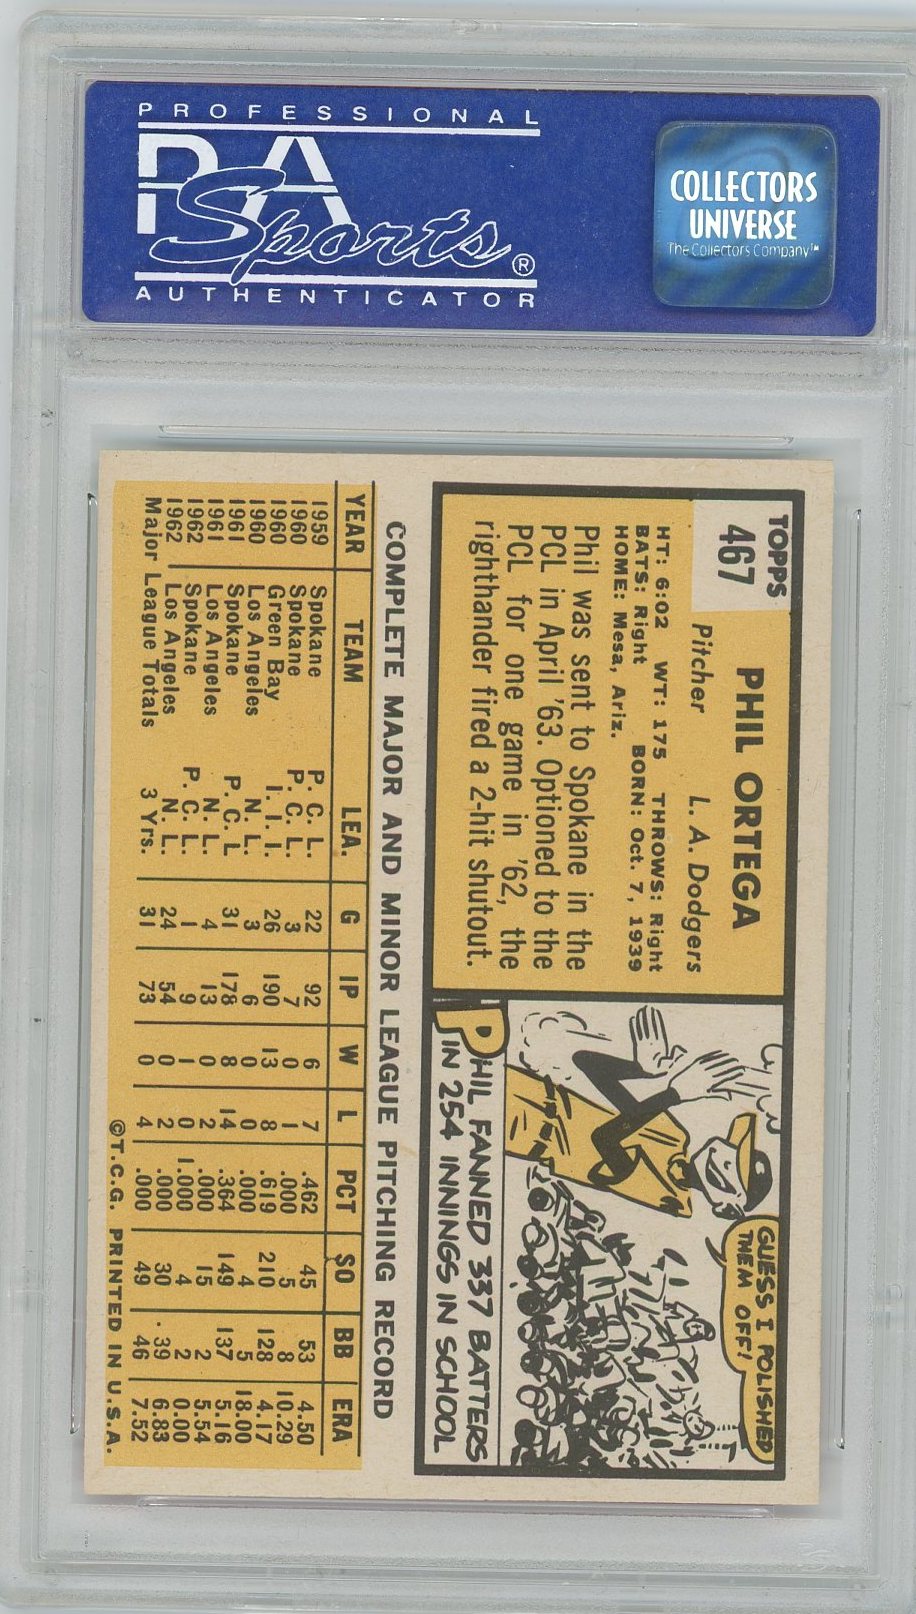 PROFESSIONAL
PSA
Sports®
AUTHENTICATOR
COLLECTORS
UNIVERSE
The Collectors Company™
TOPPS
467
PHIL ORTEGA
Pitcher L. A. Dodgers
HT: 6:02 WT: 175 THROWS: Right
BATS: Right BORN: Oct. 7, 1939
HOME: Mesa, Ariz.
Phil was sent to Spokane in the
PCL in April '63. Optioned to the
PCL for one game in '62, the
righthander fired a 2-hit shutout.
GUESS I POLISHED
THEM OFF!
PHIL FANNED 337 BATTERS
IN 254 INNINGS IN SCHOOL
COMPLETE MAJOR AND MINOR LEAGUE PITCHING RECORD
YEAR TEAM LEA. G IP W L PCT SO BB ERA
1959 Spokane P. C. L. 22 92 6 7 .462 45 53 4.50
1960 Spokane P. C. L. 3 7 0 1 .000 5 8 10.29
1960 Green Bay I. I. I. 26 190 13 8 .619 210 128 4.17
1960 Los Angeles N. L. 3 6 0 0 .000 4 5 18.00
1961 Spokane P. C. L 31 178 8 14 .364 149 137 5.16
1961 Los Angeles N. L. 4 13 0 2 .000 15 2 5.54
1962 Spokane P. C. L. 1 9 1 0 1.000 4 2 0.00
1962 Los Angeles N. L. 24 54 0 2 .000 30 39 6.83
Major League Totals 3 Yrs. 31 73 0 4 .000 49 46 7.52
©T.C.G. PRINTED IN U.S.A.